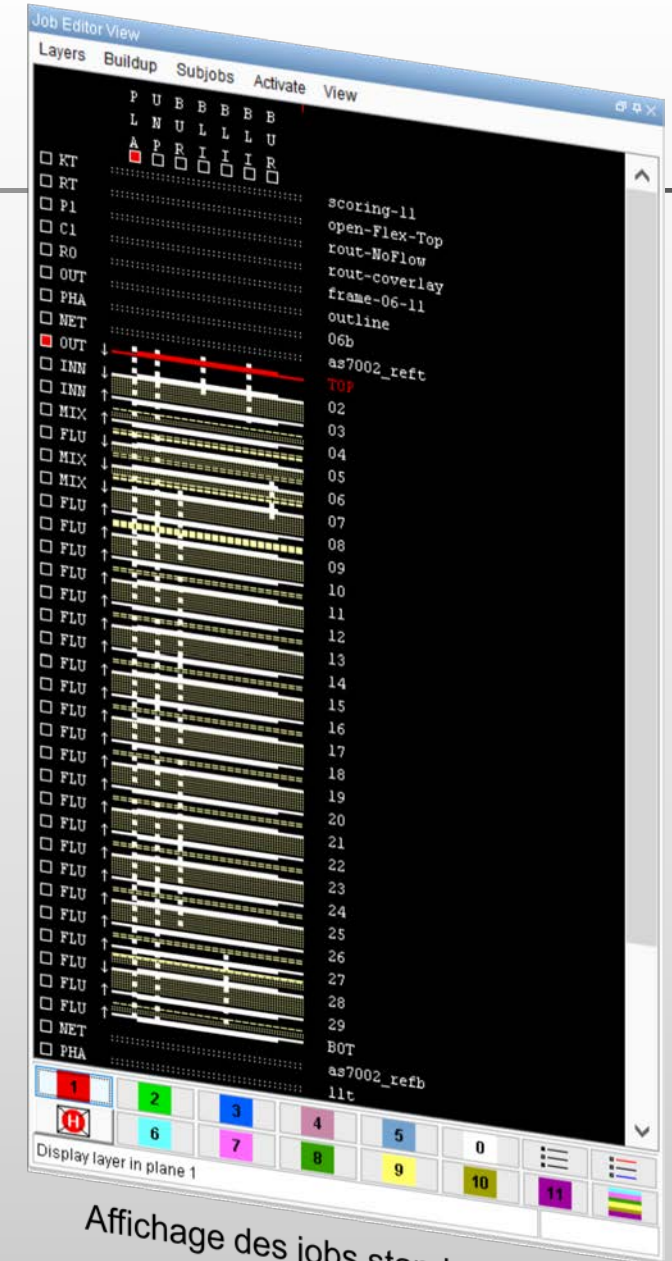 Job Editor View
Layers Buildup Subjobs Activate View
P U B B B B B
L N U L L L U
A P R I I I R
KT scoring-11
RT open-Flex-Top
P1 rout-NoFlow
C1 rout-coverlay
R0 frame-06-11
OUT outline
PHA 06b
NET as7002_reft
OUT TOP
INN 02
INN 03
MIX 04
FLU 05
MIX 06
MIX 07
FLU 08
FLU 09
FLU 10
FLU 11
FLU 12
FLU 13
FLU 14
FLU 15
FLU 16
FLU 17
FLU 18
FLU 19
FLU 20
FLU 21
FLU 22
FLU 23
FLU 24
FLU 25
FLU 26
FLU 27
FLU 28
FLU 29
FLU BOT
NET as7002_refb
PHA 11t
1 2 3 4 5 0
H 6 7 8 9 10 11
Display layer in plane 1
Affichage des jobs